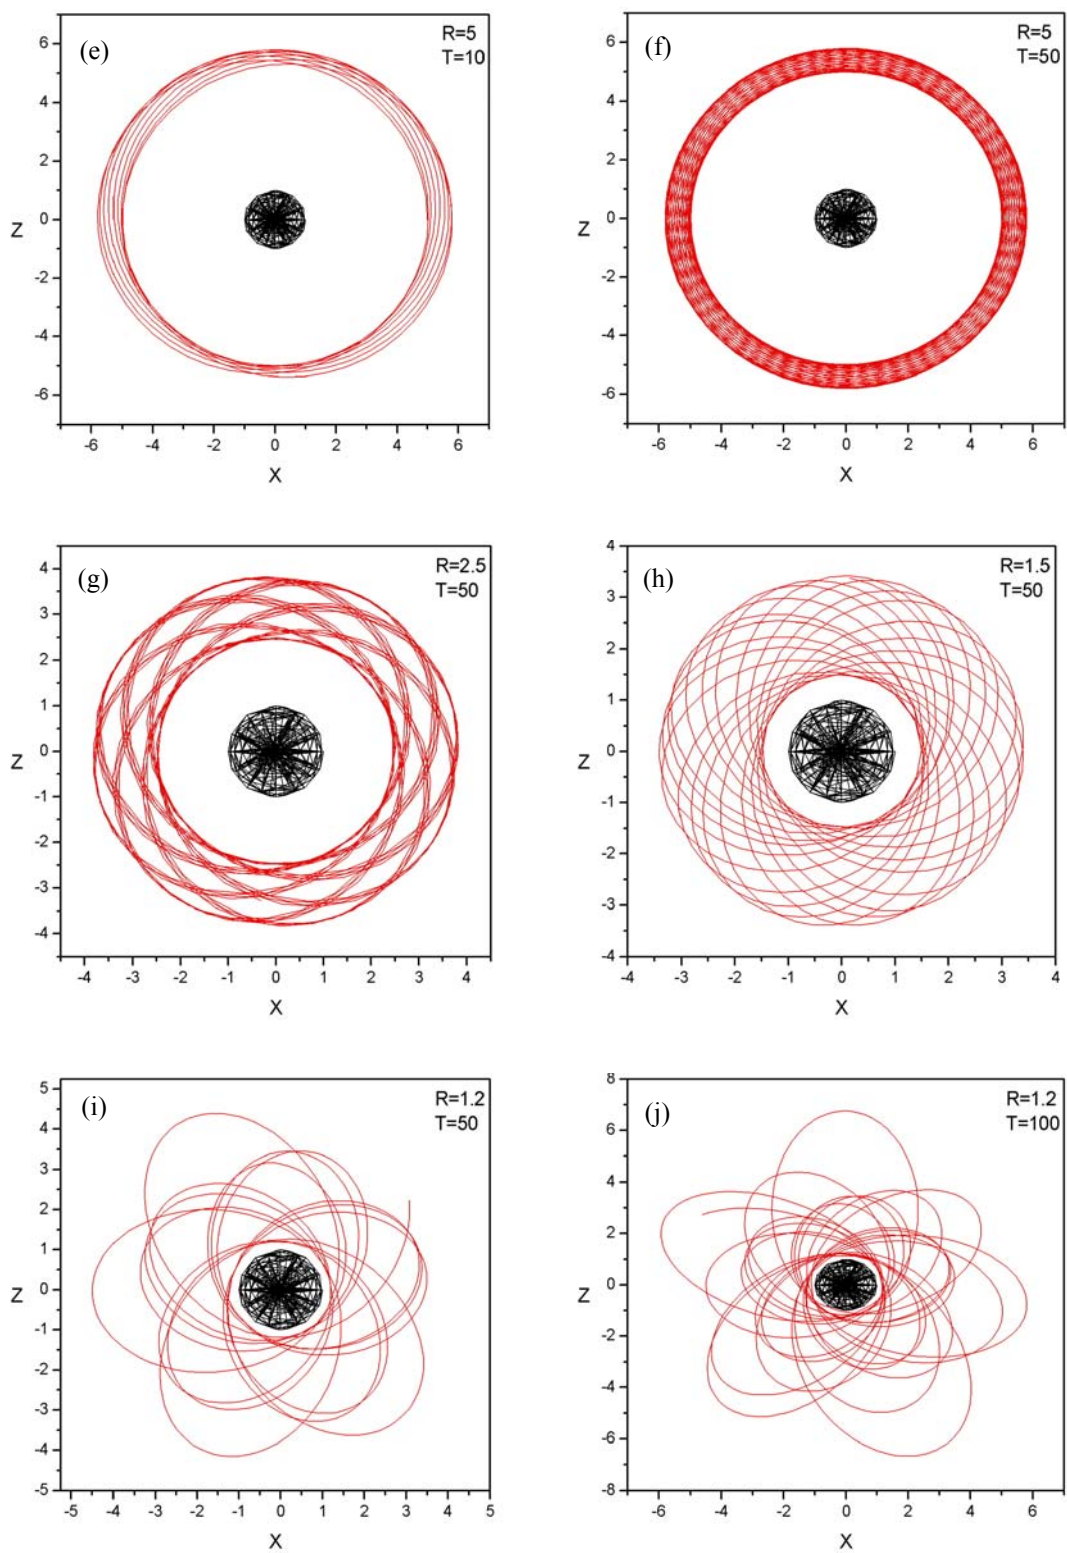 (e)
R=5
T=10
6
4
2
0
-2
-4
-6
Z
-6 -4 -2 0 2 4 6
X
(f)
R=5
T=50
6
4
2
0
-2
-4
-6
Z
-6 -4 -2 0 2 4 6
X
(g)
R=2.5
T=50
4
3
2
1
0
-1
-2
-3
-4
Z
-4 -3 -2 -1 0 1 2 3 4
X
(h)
R=1.5
T=50
4
3
2
1
0
-1
-2
-3
-4
Z
-4 -3 -2 -1 0 1 2 3 4
X
(i)
R=1.2
T=50
5
4
3
2
1
0
-1
-2
-3
-4
-5
Z
-5 -4 -3 -2 -1 0 1 2 3 4 5
X
(j)
R=1.2
T=100
8
6
4
2
0
-2
-4
-6
-8
Z
-8 -6 -4 -2 0 2 4 6 8
X